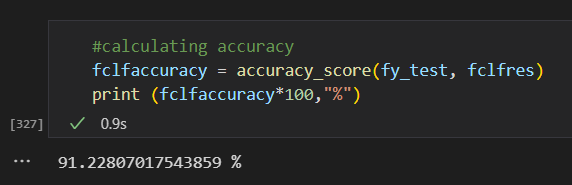 #calculating accuracy
fclfaccuracy = accuracy_score(fy_test, fclfres)
print (fclfaccuracy*100,"%")
[327] ✓ 0.9s
... 91.22807017543859 %